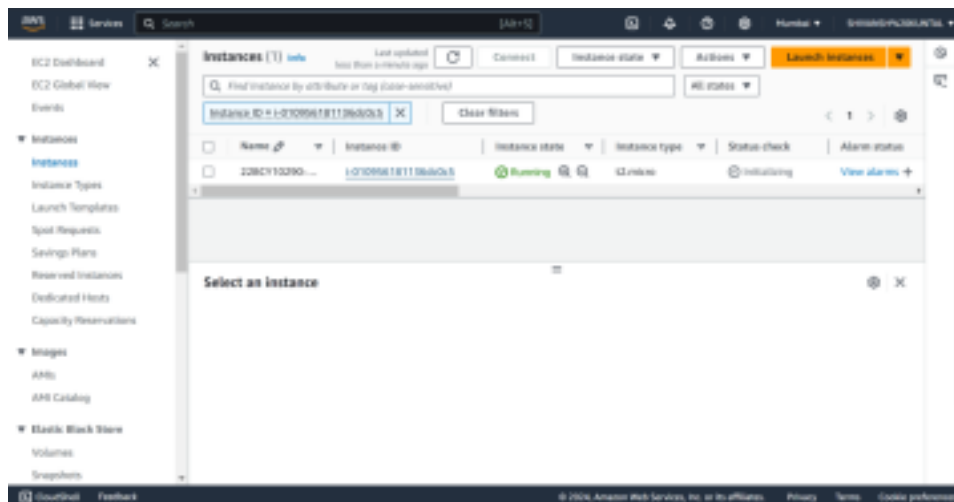 aws Services Search [Alt+S] Mumbai ▼
EC2 Dashboard
EC2 Global View
Events
Instances
Instances
Instance Types
Launch Templates
Spot Requests
Savings Plans
Reserved Instances
Dedicated Hosts
Capacity Reservations
Images
AMIs
AMI Catalog
Elastic Block Store
Volumes
Snapshots
Instances (1) Info
Last updated
less than a minute ago
Connect Instance state ▼ Actions ▼ Launch instances ▼
Find Instance by attribute or tag (case-sensitive)
All states ▼
Instance ID =
Clear filters
1
Name Instance ID Instance state ▼ Instance type ▼ Status check Alarm status
Running t2.micro Initializing View alarms +
Select an instance
CloudShell Feedback © 2024, Amazon Web Services, Inc. or its affiliates. Privacy Terms Cookie preferences